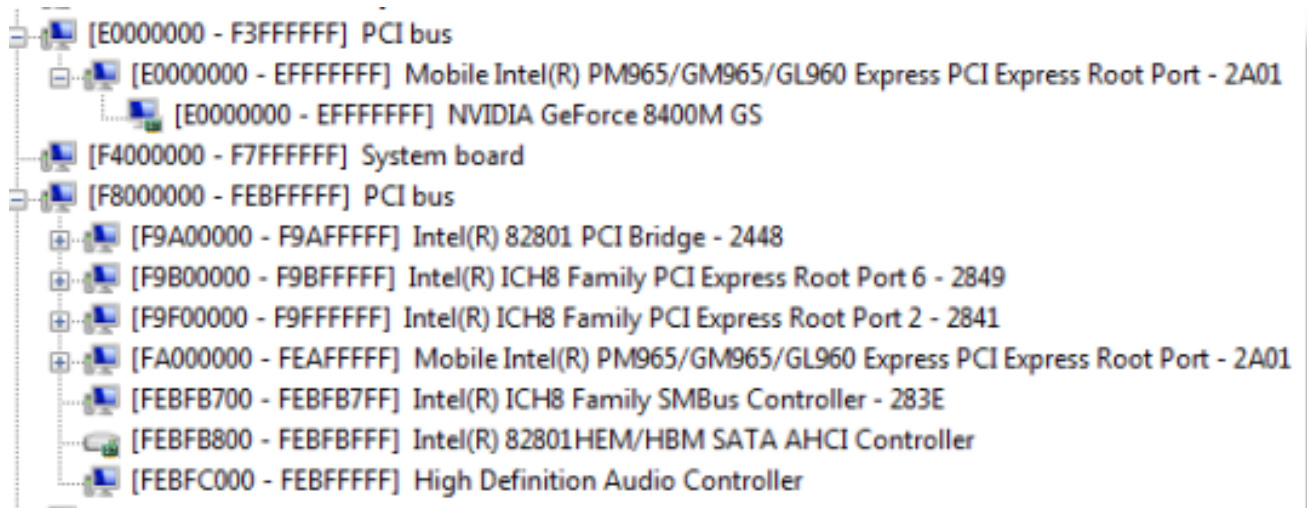 [E0000000 - F3FFFFFF] PCI bus
[E0000000 - EFFFFFFF] Mobile Intel(R) PM965/GM965/GL960 Express PCI Express Root Port - 2A01
[E0000000 - EFFFFFFF] NVIDIA GeForce 8400M GS
[F4000000 - F7FFFFFF] System board
[F8000000 - FEBFFFFF] PCI bus
[F9A00000 - F9AFFFFF] Intel(R) 82801 PCI Bridge - 2448
[F9B00000 - F9BFFFFF] Intel(R) ICH8 Family PCI Express Root Port 6 - 2849
[F9F00000 - F9FFFFFF] Intel(R) ICH8 Family PCI Express Root Port 2 - 2841
[FA000000 - FEAFFFFF] Mobile Intel(R) PM965/GM965/GL960 Express PCI Express Root Port - 2A01
[FEBFB700 - FEBFB7FF] Intel(R) ICH8 Family SMBus Controller - 283E
[FEBFB800 - FEBFBFFF] Intel(R) 82801HEM/HBM SATA AHCI Controller
[FEBFC000 - FEBFFFFF] High Definition Audio Controller